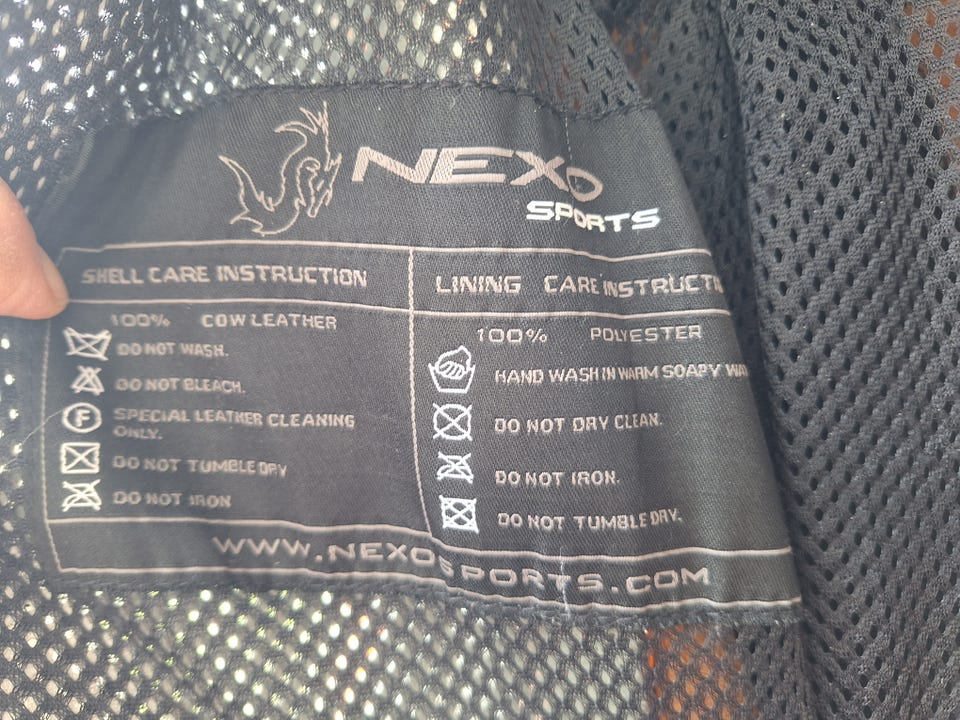 NEXO
SPORTS
SHELL CARE INSTRUCTION
100% COW LEATHER
DO NOT WASH.
DO NOT BLEACH.
F
SPECIAL LEATHER CLEANING
ONLY.
DO NOT TUMBLE DRY
DO NOT IRON
LINING CARE INSTRUCT
100% POLYESTER
HAND WASH IN WARM SOAPY
DO NOT DRY CLEAN.
DO NOT IRON.
DO NOT TUMBLE DRY.
WWW.NEXOSPORTS.COM